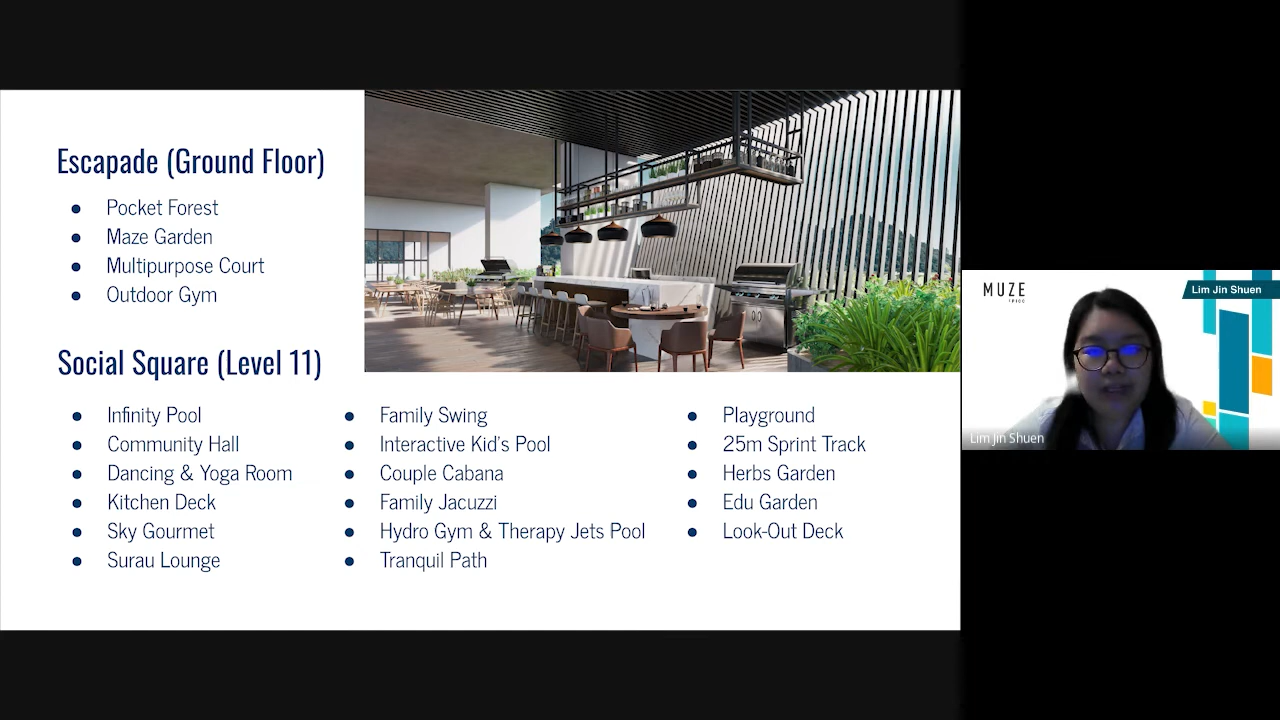 Escapade (Ground Floor)
● Pocket Forest
● Maze Garden
● Multipurpose Court
● Outdoor Gym
Social Square (Level 11)
● Infinity Pool
● Community Hall
● Dancing & Yoga Room
● Kitchen Deck
● Sky Gourmet
● Surau Lounge
● Family Swing
● Interactive Kid's Pool
● Couple Cabana
● Family Jacuzzi
● Hydro Gym & Therapy Jets Pool
● Tranquil Path
● Playground
● 25m Sprint Track
● Herbs Garden
● Edu Garden
● Look-Out Deck
MUZE
Lim Jin Shuen
Lim Jin Shuen